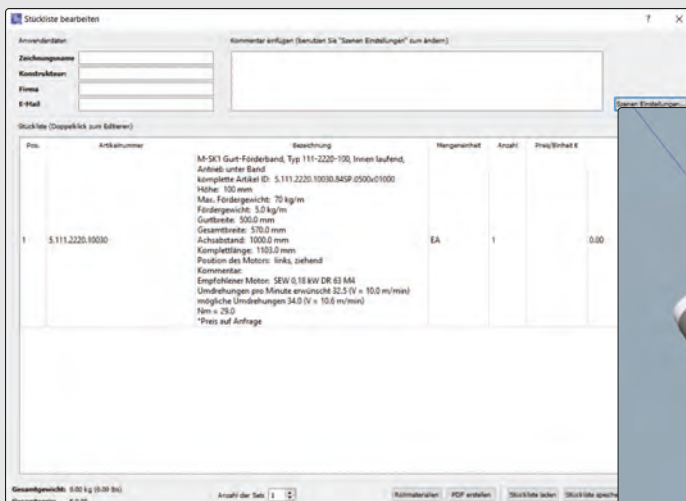 Stückliste bearbeiten
? ×
Anwenderdaten
Kommentar einfügen (benutzen Sie "Szenen Einstellungen" zum ändern)
Zeichnungsname
Konstrukteur:
Firma
E-Mail
Szenen Einstellungen...
Stückliste (Doppelklick zum Editieren)
Pos. Artikelnummer Bezeichnung Mengeneinheit Anzahl Preis/Einheit €
M-SK1 Gurt-Förderband, Typ 111-2220-100, Innen laufend,
Antrieb unter Band
komplette Artikel ID: 5.111.2220.10030.84SP.0500x01000
Höhe: 100 mm
Max. Fördergewicht: 70 kg/m
Fördergewicht: 5.0 kg/m
Gurtbreite: 500.0 mm
Gesamtbreite: 570.0 mm
1 5.111.2220.10030 Achsabstand: 1000.0 mm EA 1 0.00
Komplettlänge: 1103.0 mm
Position des Motors: links, ziehend
Kommentar:
Empfohlener Motor: SEW 0,18 kW DR 63 M4
Umdrehungen pro Minute erwünscht 32.5 (V = 10.0 m/min)
mögliche Umdrehungen 34.0 (V = 10.6 m/min)
Nm = 29.0
*Preis auf Anfrage
Gesamtgewicht: 0.00 kg (0.00 lbs)
Anzahl der Sets 1 Rohmaterialien PDF erstellen Stückliste laden Stückliste speiche